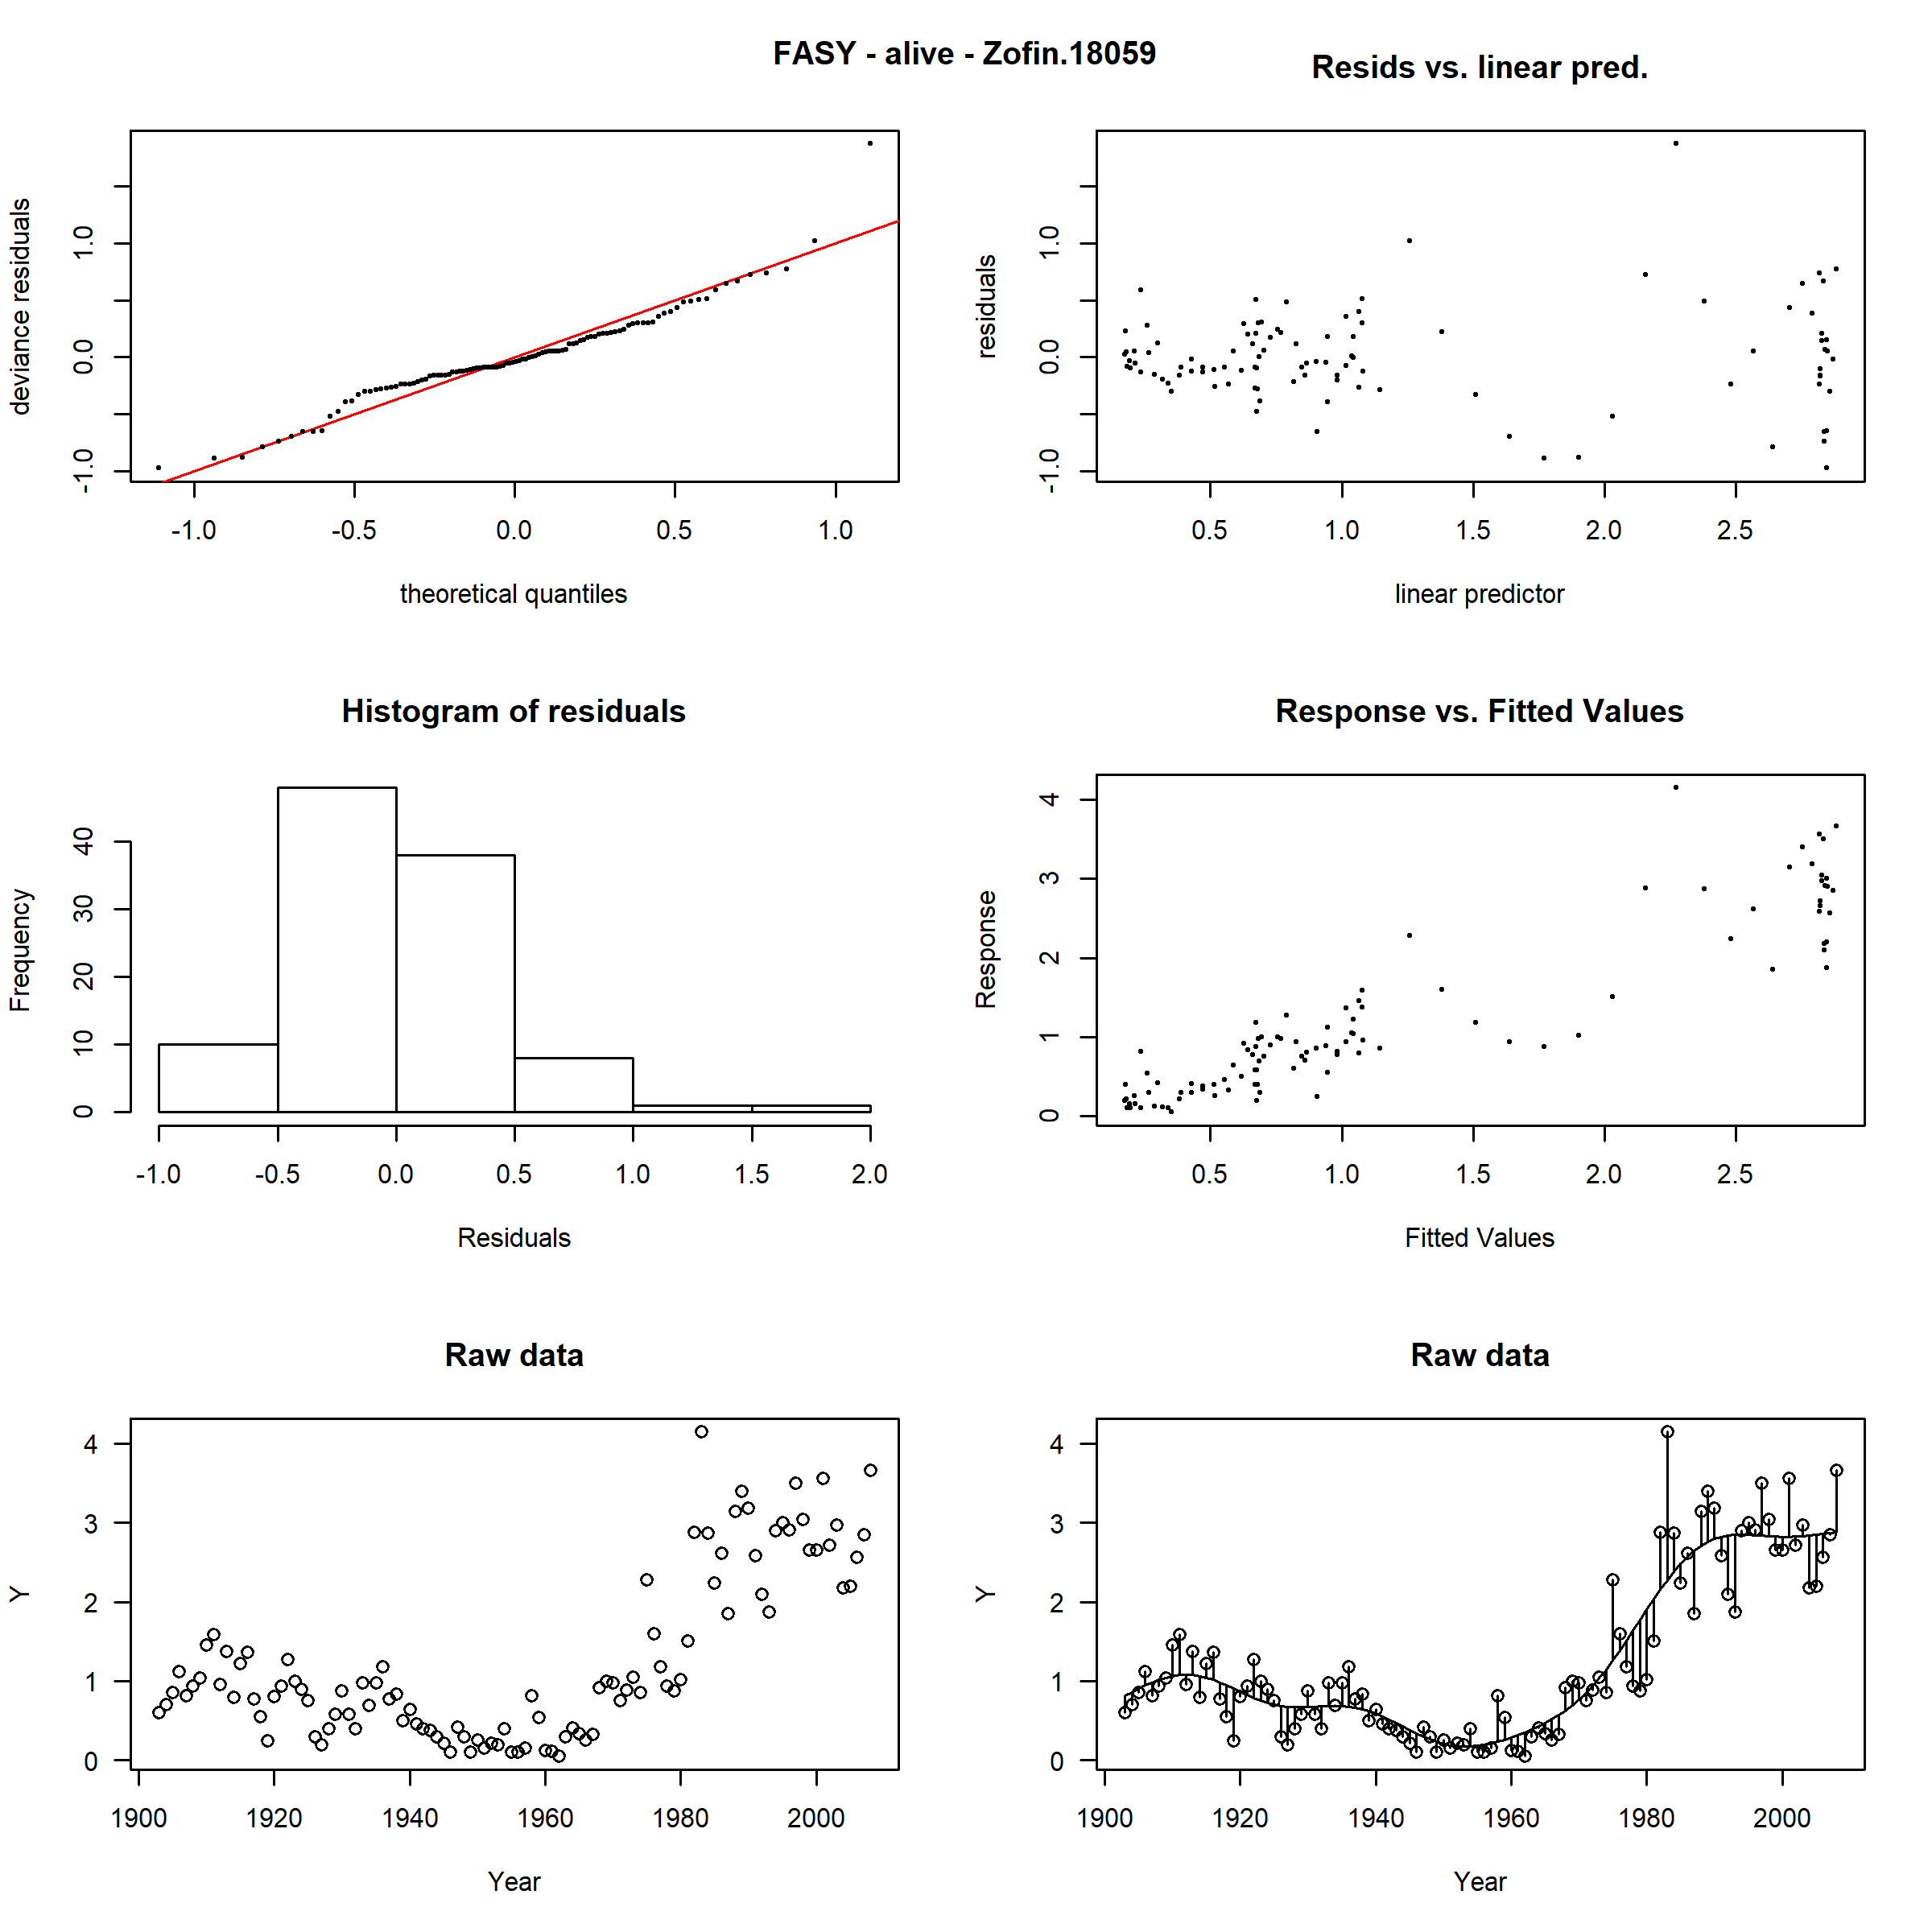 FASY - alive - Zofin.18059
Resids vs. linear pred.
deviance residuals
-1.0 0.0 1.0
-1.0 -0.5 0.0 0.5 1.0
theoretical quantiles
residuals
-1.0 0.0 1.0
0.5 1.0 1.5 2.0 2.5
linear predictor
Histogram of residuals
Frequency
0 10 20 30 40
-1.0 -0.5 0.0 0.5 1.0 1.5 2.0
Residuals
Response vs. Fitted Values
Response
0 1 2 3 4
0.5 1.0 1.5 2.0 2.5
Fitted Values
Raw data
Y
4
3
2
1
0
1900 1920 1940 1960 1980 2000
Year
Raw data
Y
4
3
2
1
0
1900 1920 1940 1960 1980 2000
Year